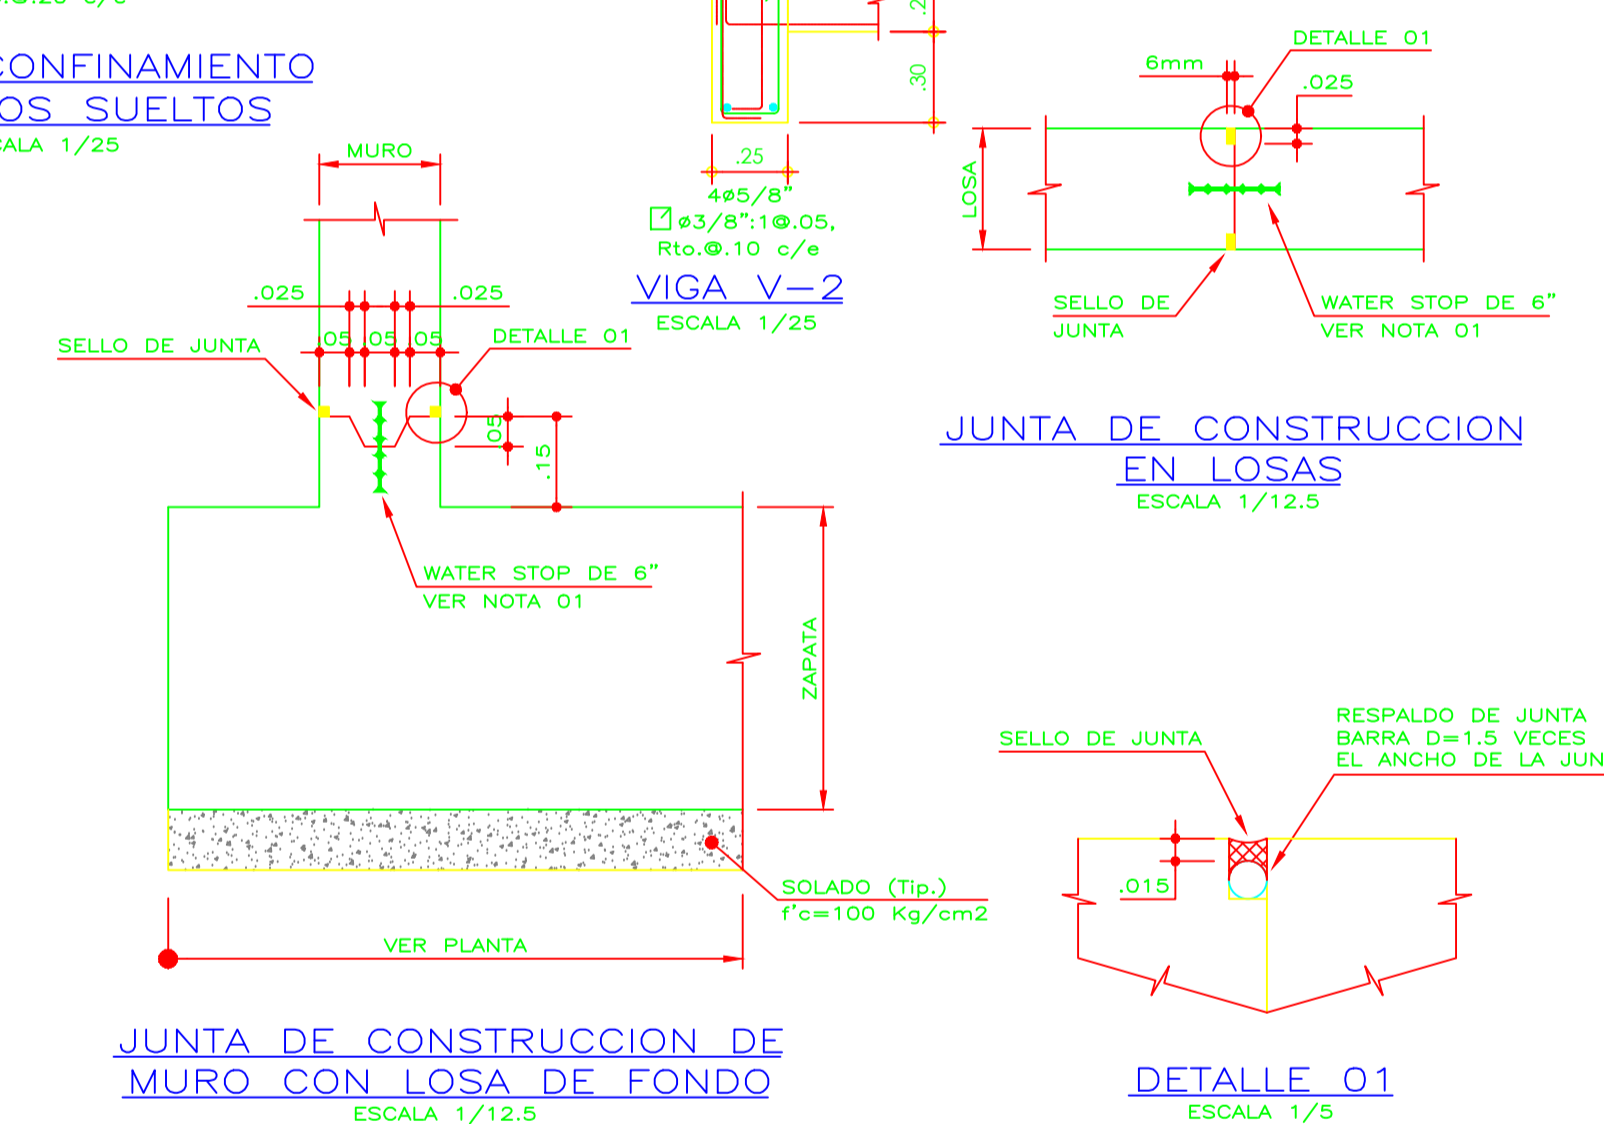 CONFINAMIENTO
OS SUELTOS
CALA 1/25
.30
.25
4ø5/8"
ø3/8":1@.05,
Rto.@.10 c/e
VIGA V-2
ESCALA 1/25
MURO
.025
.025
.05
.05
.05
SELLO DE JUNTA
DETALLE 01
.05
.15
WATER STOP DE 6"
VER NOTA 01
ZAPATA
SOLADO (Tip.)
f'c=100 Kg/cm2
VER PLANTA
JUNTA DE CONSTRUCCION DE
MURO CON LOSA DE FONDO
ESCALA 1/12.5
DETALLE 01
6mm
.025
LOSA
SELLO DE
JUNTA
WATER STOP DE 6"
VER NOTA 01
JUNTA DE CONSTRUCCION
EN LOSAS
ESCALA 1/12.5
SELLO DE JUNTA
RESPALDO DE JUNTA
BARRA D=1.5 VECES
EL ANCHO DE LA JUN
.015
DETALLE 01
ESCALA 1/5